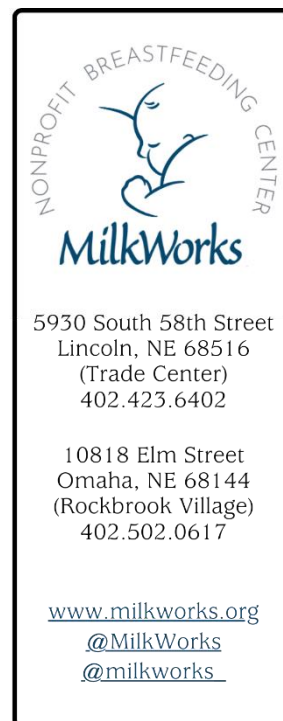 NONPROFIT BREASTFEEDING CENTER
MilkWorks
5930 South 58th Street
Lincoln, NE 68516
(Trade Center)
402.423.6402
10818 Elm Street
Omaha, NE 68144
(Rockbrook Village)
402.502.0617
www.milkworks.org
@MilkWorks
@milkworks_